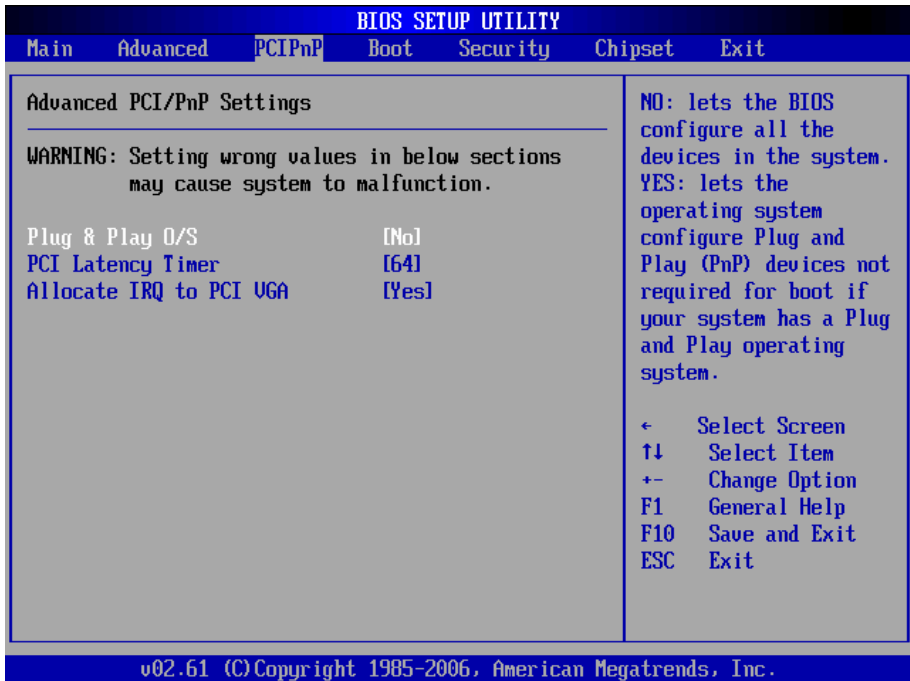 BIOS SETUP UTILITY
Main Advanced PCIPnP Boot Security Chipset Exit
Advanced PCI/PnP Settings
WARNING: Setting wrong values in below sections
may cause system to malfunction.
Plug & Play O/S [No]
PCI Latency Timer [64]
Allocate IRQ to PCI VGA [Yes]
NO: lets the BIOS
configure all the
devices in the system.
YES: lets the
operating system
configure Plug and
Play (PnP) devices not
required for boot if
your system has a Plug
and Play operating
system.
← Select Screen
↑↓ Select Item
+- Change Option
F1 General Help
F10 Save and Exit
ESC Exit
v02.61 (C)Copyright 1985-2006, American Megatrends, Inc.